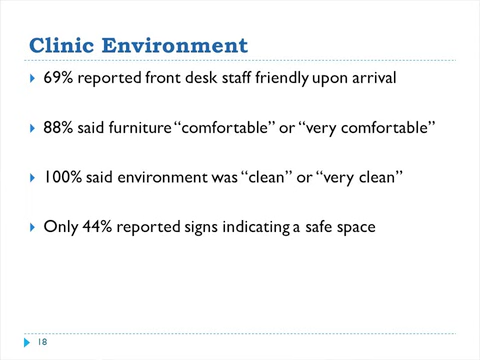 Clinic Environment
69% reported front desk staff friendly upon arrival
88% said furniture “comfortable” or “very comfortable”
100% said environment was “clean” or “very clean”
Only 44% reported signs indicating a safe space
18